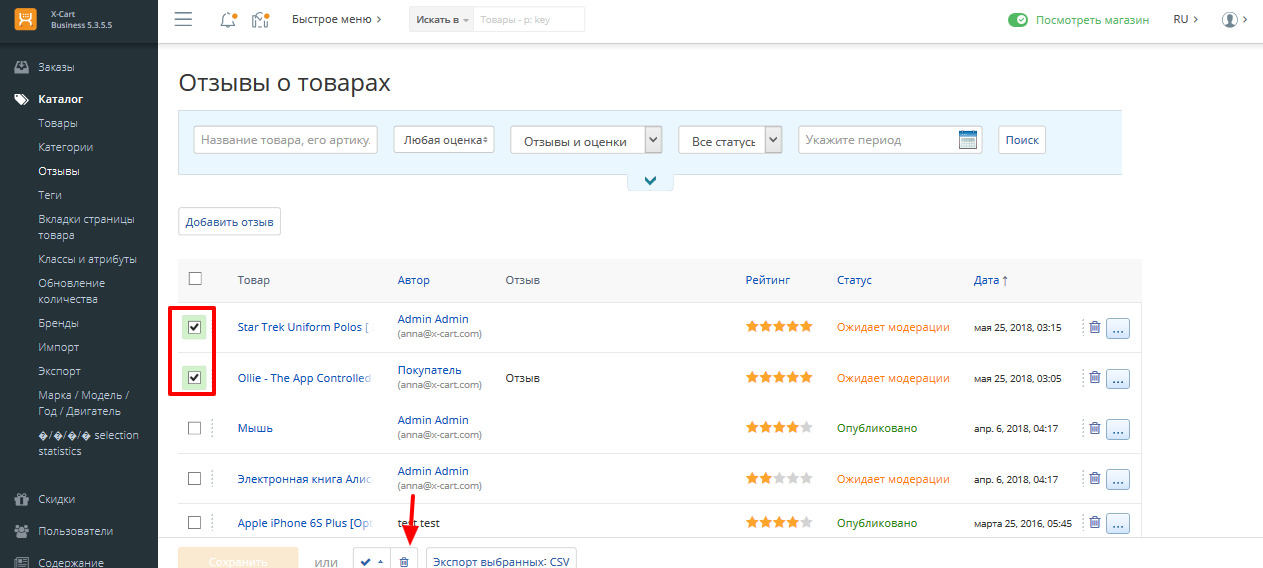 X-Cart
Business 5.3.5.5
Быстрое меню
Искать в
Товары - p: key
Посмотреть магазин
RU
Заказы
Каталог
Товары
Категории
Отзывы
Теги
Вкладки страницы
товара
Классы и атрибуты
Обновление
количества
Бренды
Импорт
Экспорт
Марка / Модель /
Год / Двигатель
�/�/�/� selection
statistics
Скидки
Пользователи
Содержание
Отзывы о товарах
Название товара, его артику.
Любая оценка
Отзывы и оценки
Все статусы
Укажите период
Поиск
Добавить отзыв
Товар Автор Отзыв Рейтинг Статус Дата ↑
Star Trek Uniform Polos [ Admin Admin Ожидает модерации мая 25, 2018, 03:15 ...
(anna@x-cart.com)
Ollie - The App Controlled Покупатель Отзыв Ожидает модерации мая 25, 2018, 03:05 ...
(anna@x-cart.com)
Мышь Admin Admin Опубликовано апр. 6, 2018, 04:17 ...
(anna@x-cart.com)
Электронная книга Алис Admin Admin Ожидает модерации апр. 6, 2018, 04:17 ...
(anna@x-cart.com)
Apple iPhone 6S Plus [Opt test test Опубликовано марта 25, 2016, 05:45 ...
Сохранить или Экспорт выбранных: CSV